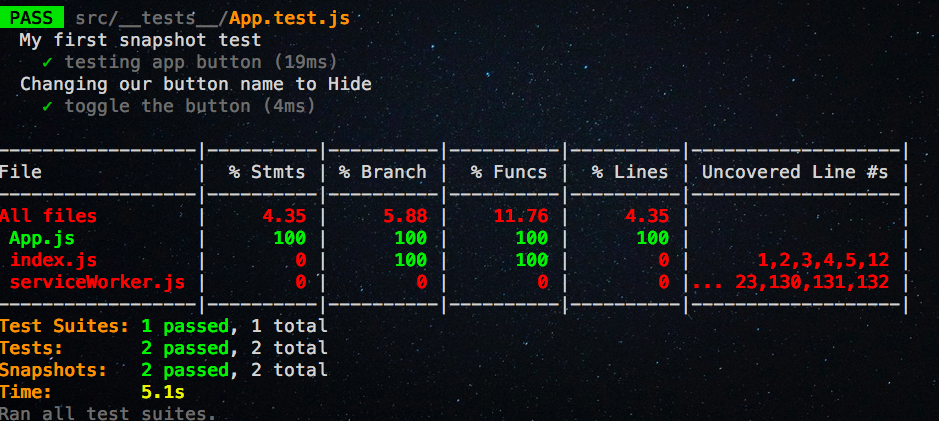 PASS src/__tests__/App.test.js
My first snapshot test
✓ testing app button (19ms)
Changing our button name to Hide
✓ toggle the button (4ms)
------------------|----------|----------|----------|----------|-------------------|
File | % Stmts | % Branch | % Funcs | % Lines | Uncovered Line #s |
------------------|----------|----------|----------|----------|-------------------|
All files | 4.35 | 5.88 | 11.76 | 4.35 | |
App.js | 100 | 100 | 100 | 100 | |
index.js | 0 | 100 | 100 | 0 | 1,2,3,4,5,12 |
serviceWorker.js | 0 | 0 | 0 | 0 |... 23,130,131,132 |
------------------|----------|----------|----------|----------|-------------------|
Test Suites: 1 passed, 1 total
Tests: 2 passed, 2 total
Snapshots: 2 passed, 2 total
Time: 5.1s
Ran all test suites.